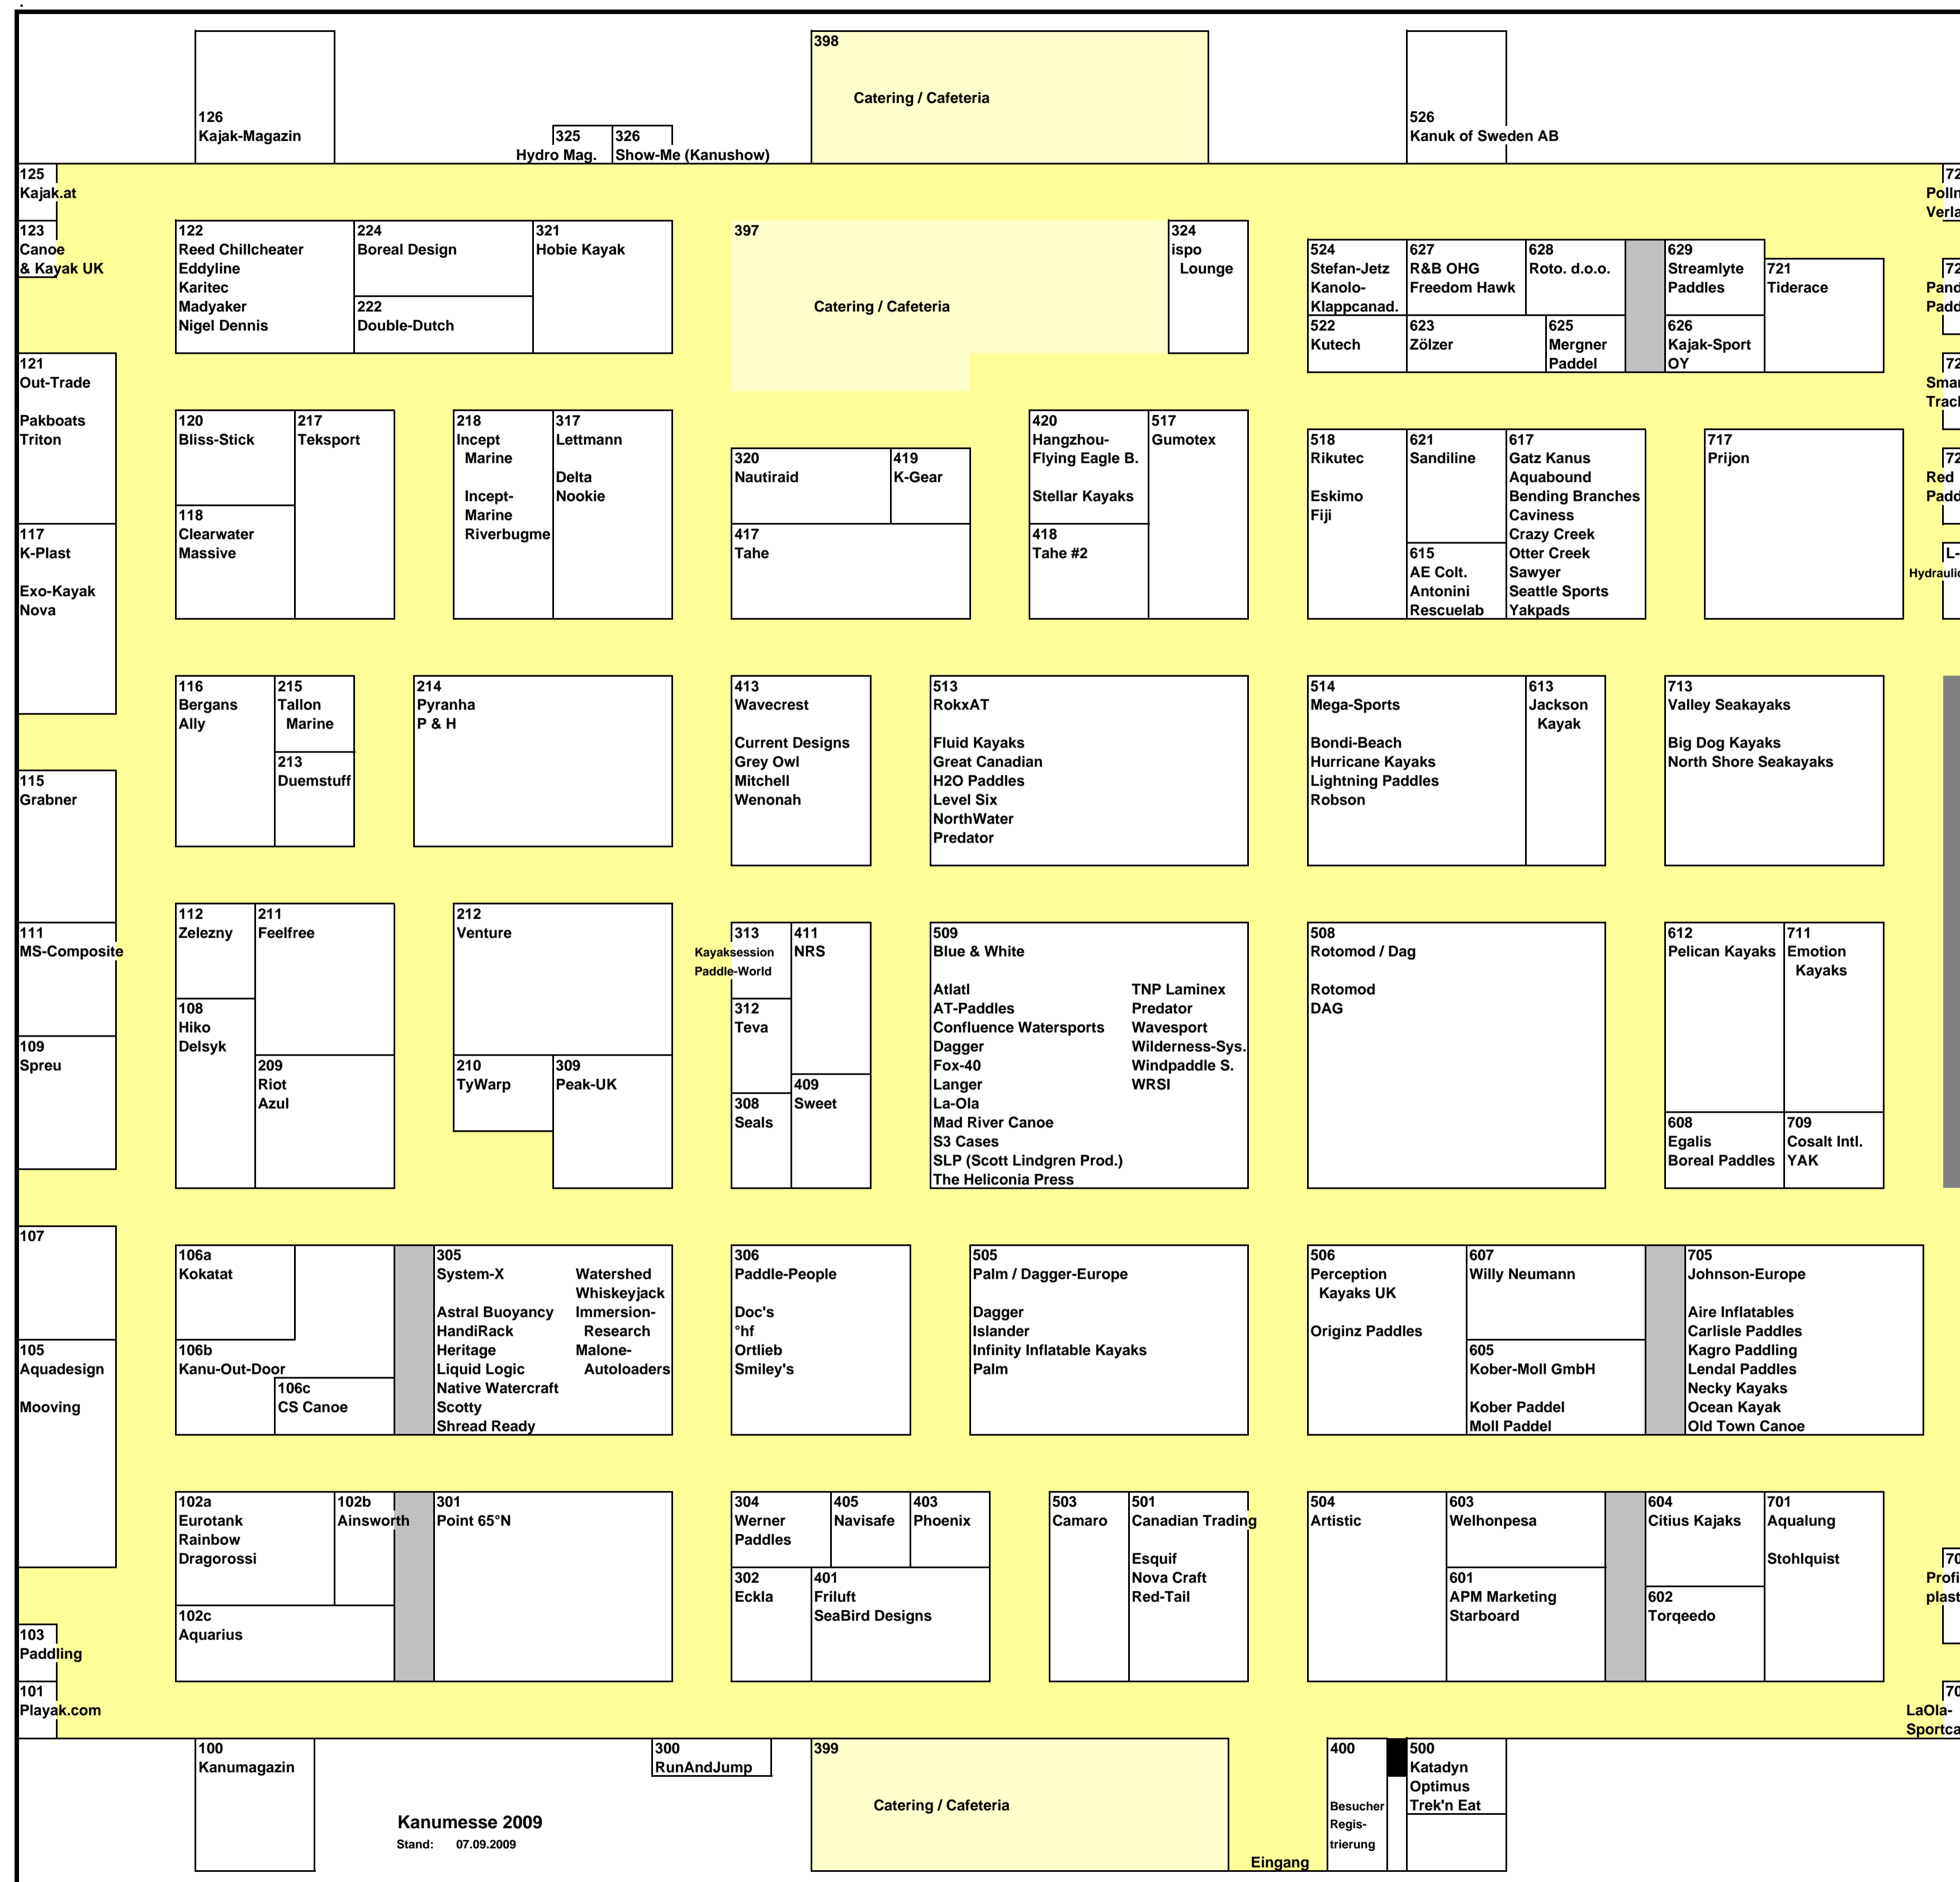 398
Catering / Cafeteria
126
Kajak-Magazin
325
Hydro Mag.
326
Show-Me (Kanushow)
526
Kanuk of Sweden AB
125
Kajak.at
123
Canoe
& Kayak UK
122
Reed Chillcheater
Eddyline
Karitec
Madyaker
Nigel Dennis
224
Boreal Design
222
Double-Dutch
321
Hobie Kayak
397
Catering / Cafeteria
324
ispo
Lounge
524
Stefan-Jetz
Kanolo-
Klappcanad.
522
Kutech
627
R&B OHG
Freedom Hawk
623
Zölzer
628
Roto. d.o.o.
625
Mergner
Paddel
629
Streamlyte
Paddles
626
Kajak-Sport
OY
721
Tiderace
121
Out-Trade
Pakboats
Triton
117
K-Plast
Exo-Kayak
Nova
120
Bliss-Stick
118
Clearwater
Massive
217
Teksport
218
Incept
Marine
Incept-
Marine
Riverbugme
317
Lettmann
Delta
Nookie
320
Nautiraid
419
K-Gear
417
Tahe
420
Hangzhou-
Flying Eagle B.
Stellar Kayaks
418
Tahe #2
517
Gumotex
518
Rikutec
Eskimo
Fiji
621
Sandiline
615
AE Colt.
Antonini
Rescuelab
617
Gatz Kanus
Aquabound
Bending Branches
Caviness
Crazy Creek
Otter Creek
Sawyer
Seattle Sports
Yakpads
717
Prijon
Red
116
Bergans
Ally
215
Tallon
Marine
213
Duemstuff
214
Pyranha
P & H
413
Wavecrest
Current Designs
Grey Owl
Mitchell
Wenonah
513
RokxAT
Fluid Kayaks
Great Canadian
H2O Paddles
Level Six
NorthWater
Predator
514
Mega-Sports
Bondi-Beach
Hurricane Kayaks
Lightning Paddles
Robson
613
Jackson
Kayak
713
Valley Seakayaks
Big Dog Kayaks
North Shore Seakayaks
115
Grabner
111
MS-Composite
109
Spreu
112
Zelezny
108
Hiko
Delsyk
211
Feelfree
209
Riot
Azul
212
Venture
210
TyWarp
309
Peak-UK
313
Kayaksession
Paddle-World
312
Teva
308
Seals
411
NRS
409
Sweet
509
Blue & White
Atlatl
AT-Paddles
Confluence Watersports
Dagger
Fox-40
Langer
La-Ola
Mad River Canoe
S3 Cases
SLP (Scott Lindgren Prod.)
The Heliconia Press
TNP Laminex
Predator
Wavesport
Wilderness-Sys.
Windpaddle S.
WRSI
508
Rotomod / Dag
Rotomod
DAG
612
Pelican Kayaks
711
Emotion
Kayaks
608
Egalis
Boreal Paddles
709
Cosalt Intl.
YAK
107
105
Aquadesign
Mooving
106a
Kokatat
106b
Kanu-Out-Door
106c
CS Canoe
305
System-X
Astral Buoyancy
HandiRack
Heritage
Liquid Logic
Native Watercraft
Scotty
Shread Ready
Watershed
Whiskeyjack
Immersion-
Research
Malone-
Autoloaders
306
Paddle-People
Doc's
°hf
Ortlieb
Smiley's
505
Palm / Dagger-Europe
Dagger
Islander
Infinity Inflatable Kayaks
Palm
506
Perception
Kayaks UK
Originz Paddles
607
Willy Neumann
605
Kober-Moll GmbH
Kober Paddel
Moll Paddel
705
Johnson-Europe
Aire Inflatables
Carlisle Paddles
Kagro Paddling
Lendal Paddles
Necky Kayaks
Ocean Kayak
Old Town Canoe
102a
Eurotank
Rainbow
Dragorossi
102b
Ainsworth
102c
Aquarius
301
Point 65°N
304
Werner
Paddles
405
Navisafe
403
Phoenix
302
Eckla
401
Friluft
SeaBird Designs
503
Camaro
501
Canadian Trading
Esquif
Nova Craft
Red-Tail
504
Artistic
603
Welhonpesa
601
APM Marketing
Starboard
604
Citius Kajaks
602
Torqeedo
701
Aqualung
Stohlquist
103
Paddling
101
Playak.com
LaOla-
100
Kanumagazin
300
RunAndJump
399
Catering / Cafeteria
400
Besucher
Regis-
trierung
500
Katadyn
Optimus
Trek'n Eat
Kanumesse 2009
Stand: 07.09.2009
Eingang